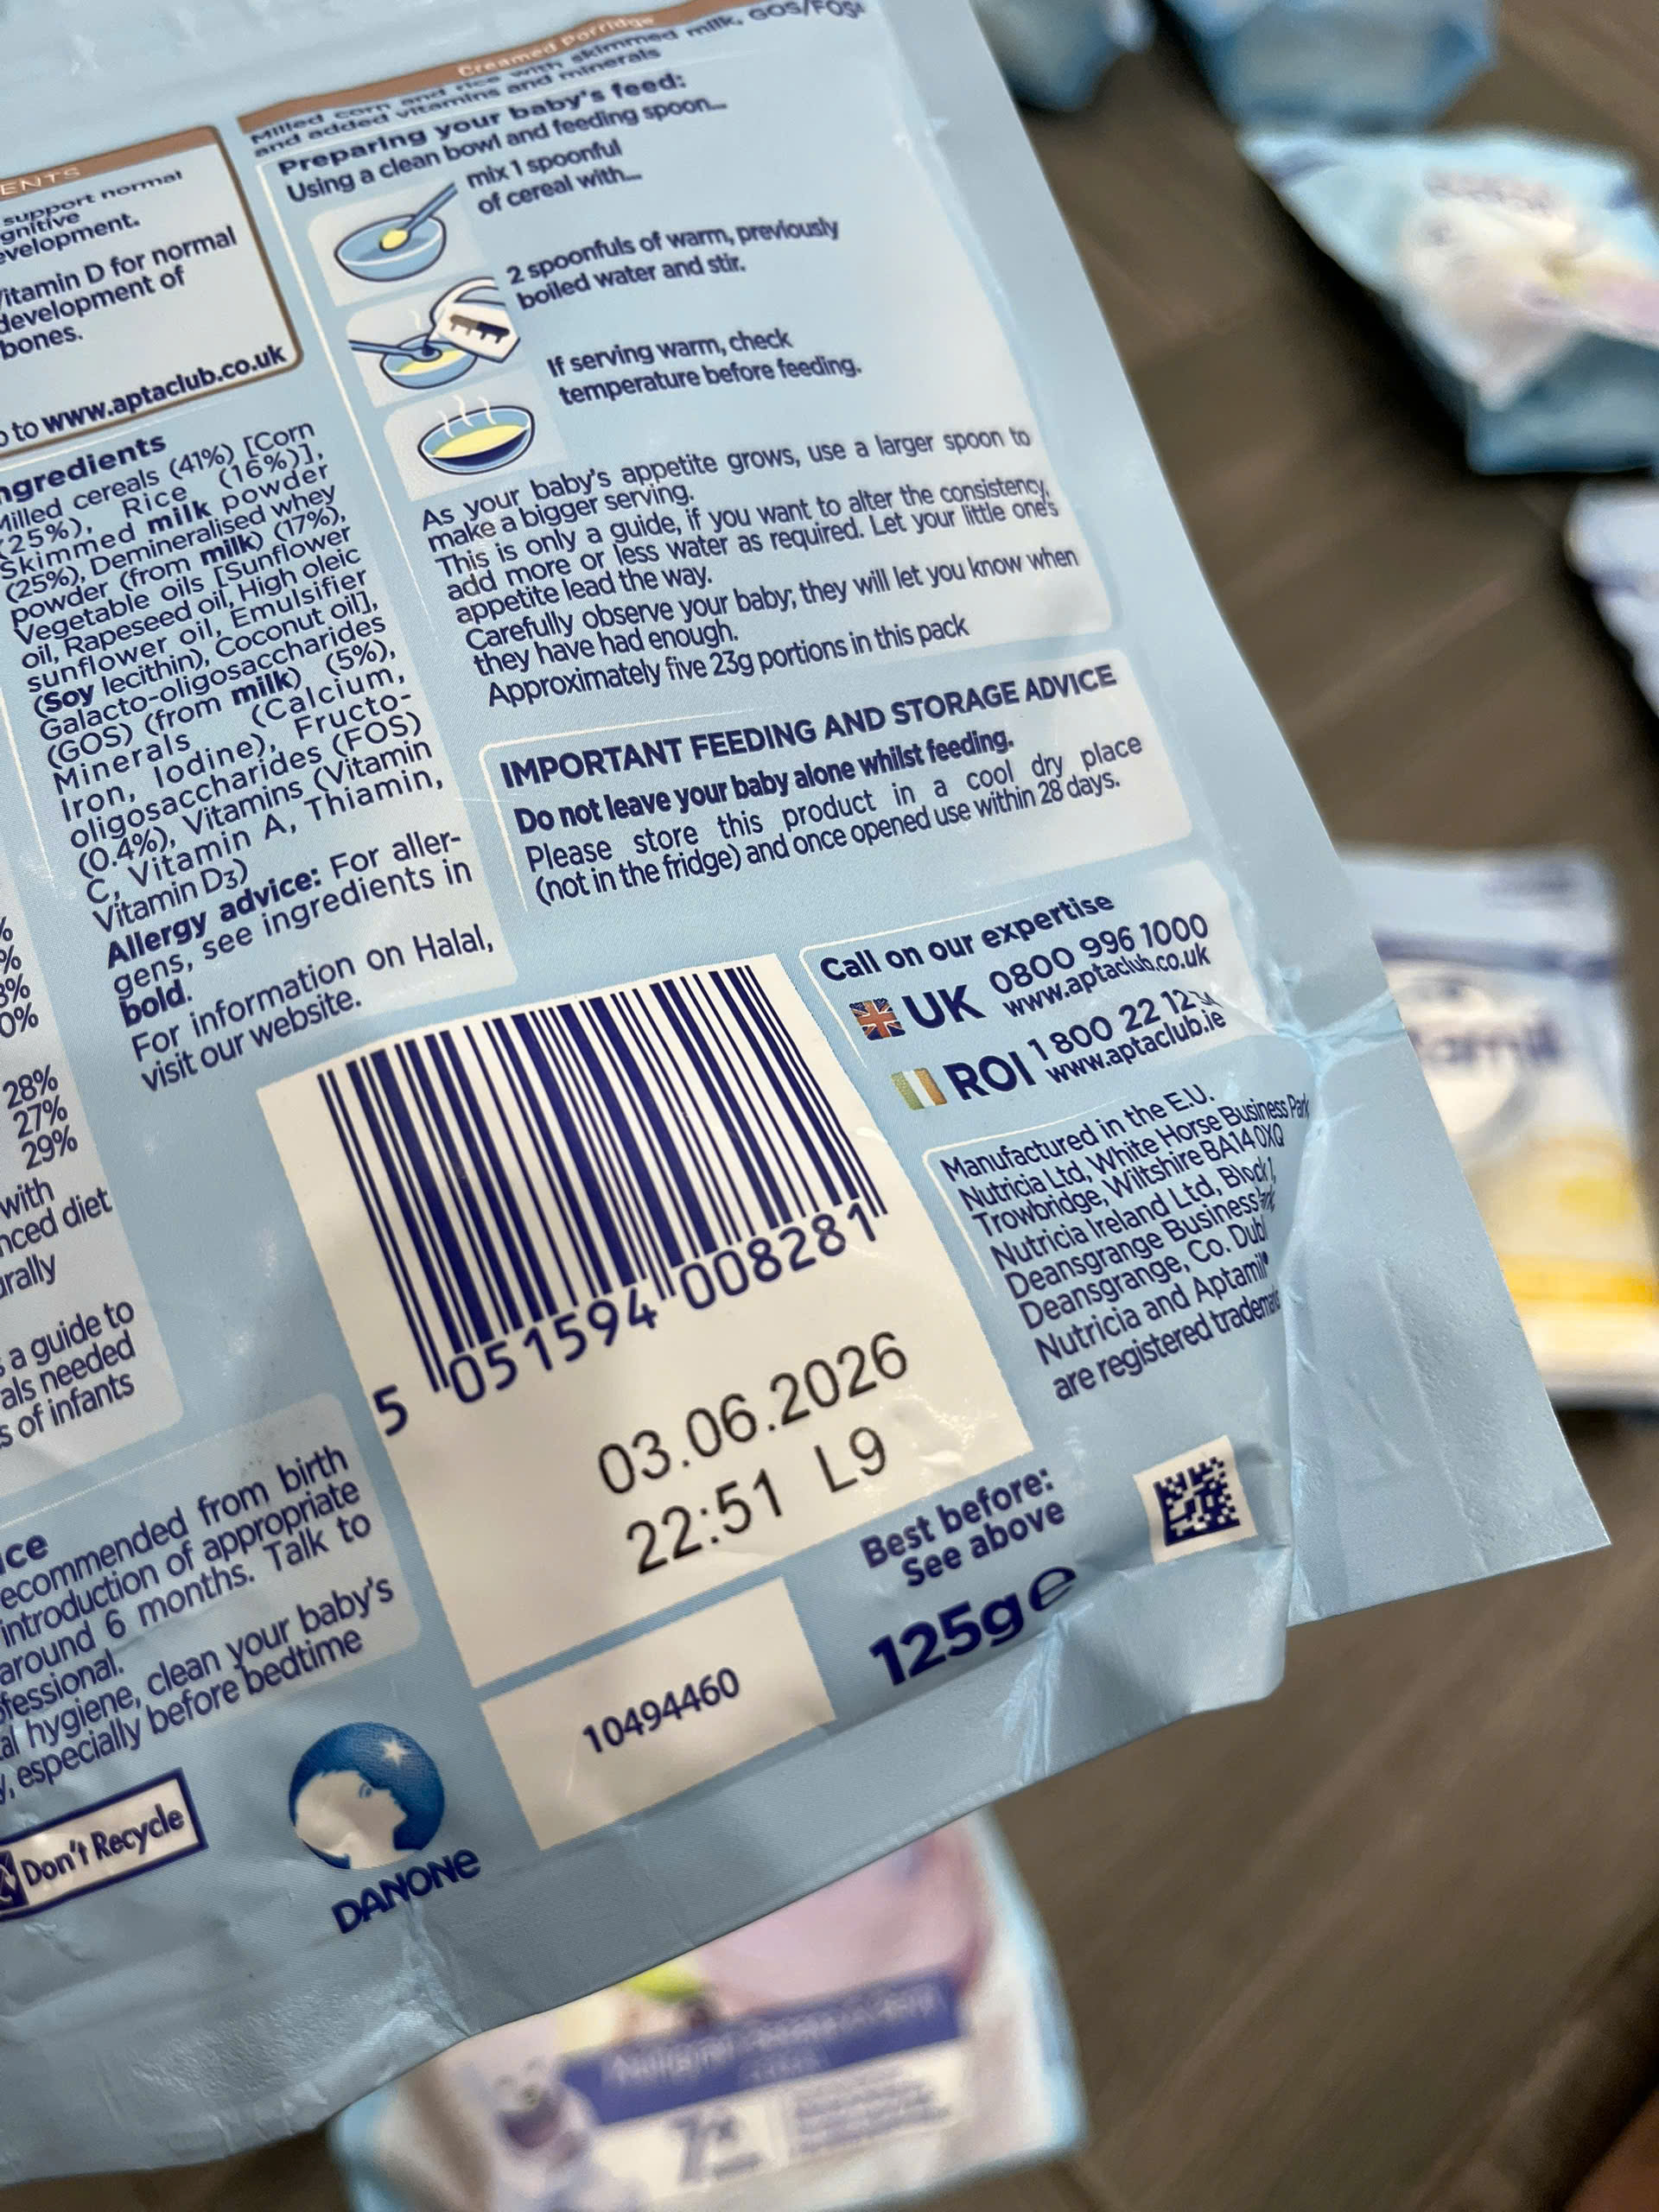 Creamed Porridge
Milled corn and rice with skimmed milk, GOS/FOS
and added vitamins and minerals
Preparing your baby's feed:
Using a clean bowl and feeding spoon...
mix 1 spoonful
of cereal with...
2 spoonfuls of warm, previously
boiled water and stir.
If serving warm, check
temperature before feeding.
As your baby's appetite grows, use a larger spoon to
make a bigger serving.
This is only a guide, if you want to alter the consistency,
add more or less water as required. Let your little one's
appetite lead the way.
Carefully observe your baby; they will let you know when
they have had enough.
Approximately five 23g portions in this pack
IMPORTANT FEEDING AND STORAGE ADVICE
Do not leave your baby alone whilst feeding.
Please store this product in a cool dry place
(not in the fridge) and once opened use within 28 days.
ENTS
support normal
gnitive
evelopment.
Vitamin D for normal
development of
bones.
to www.aptaclub.co.uk
ngredients
Milled cereals (41%) [Corn
(25%), Rice (16%)],
Skimmed milk powder
(25%), Demineralised whey
powder (from milk) (17%),
Vegetable oils [Sunflower
oil, Rapeseed oil, High oleic
sunflower oil, Emulsifier
(Soy lecithin), Coconut oil],
Galacto-oligosaccharides
(GOS) (from milk) (5%),
Minerals (Calcium,
Iron, Iodine), Fructo-
oligosaccharides (FOS)
(0.4%), Vitamins (Vitamin
C, Vitamin A, Thiamin,
Vitamin D3)
Allergy advice: For aller-
gens, see ingredients in
bold.
For information on Halal,
visit our website.
%
%
3%
0%
28%
27%
29%
with
nced diet
urally
s a guide to
als needed
s of infants
Call on our expertise
UK 0800 996 1000
www.aptaclub.co.uk
ROI 1 800 22 12
www.aptaclub.ie
Manufactured in the E.U.
Nutricia Ltd, White Horse Business Park
Trowbridge, Wiltshire BA14 0XQ
Nutricia Ireland Ltd, Block 1,
Deansgrange Business
Deansgrange, Co. Dubl
Nutricia and Aptamil®
are registered tradema
5 051594 008281
03.06.2026
22:51 L9
Best before:
See above
125g e
10494460
ice
ecommended from birth
introduction of appropriate
around 6 months. Talk to
ofessional.
al hygiene, clean your baby's
y, especially before bedtime
Don't Recycle
DANONE
7+